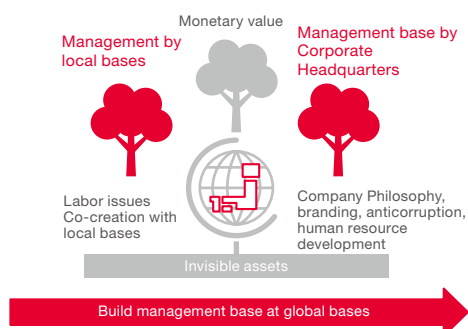 Monetary value
Management by
local bases
Management base by
Corporate
Headquarters
Labor issues
Co-creation with
local bases
Company Philosophy,
branding, anticorruption,
human resource
development
Invisible assets
Build management base at global bases